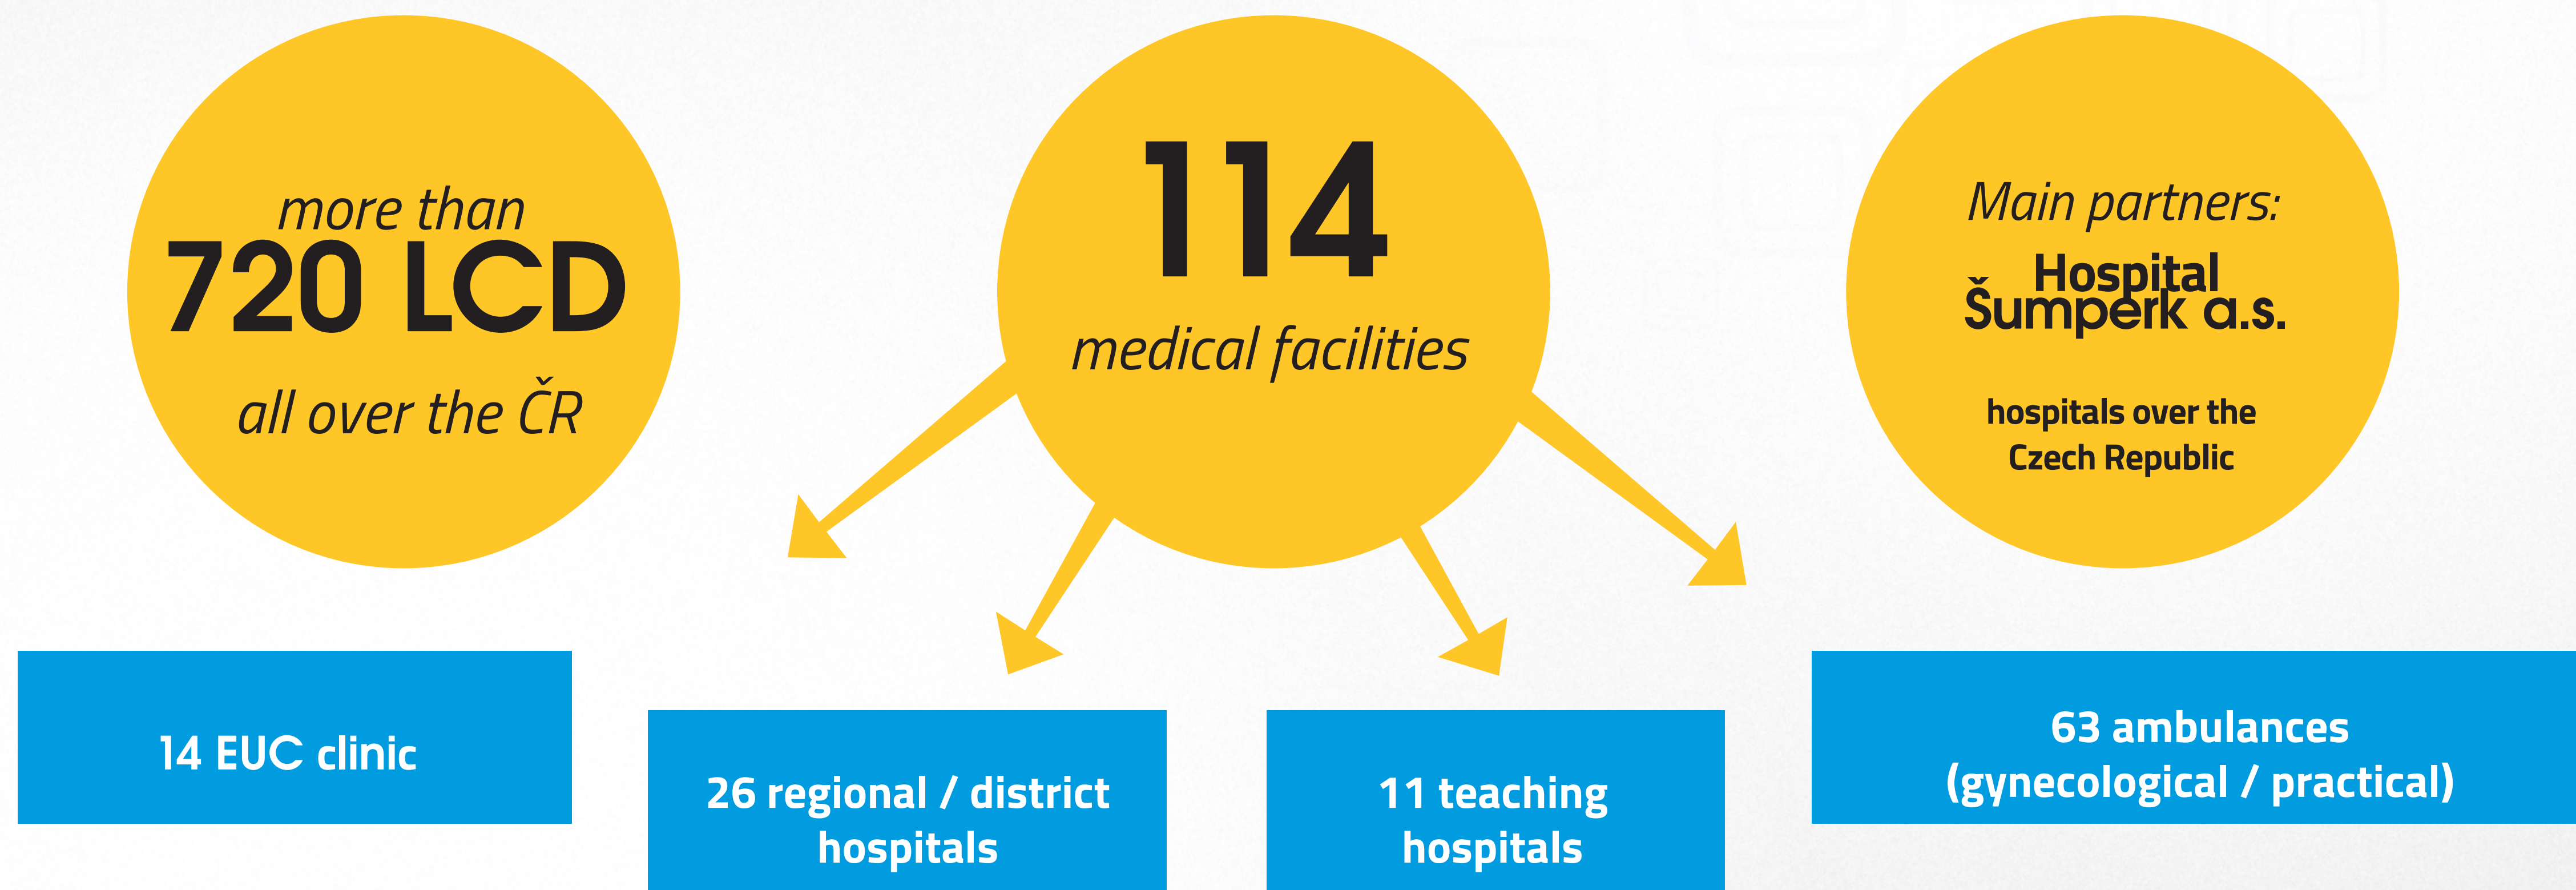 more than
720 LCD
all over the ČR
114
medical facilities
Main partners:
Hospital
Šumperk a.s.
hospitals over the
Czech Republic
14 EUC clinic
26 regional / district
hospitals
11 teaching
hospitals
63 ambulances
(gynecological / practical)